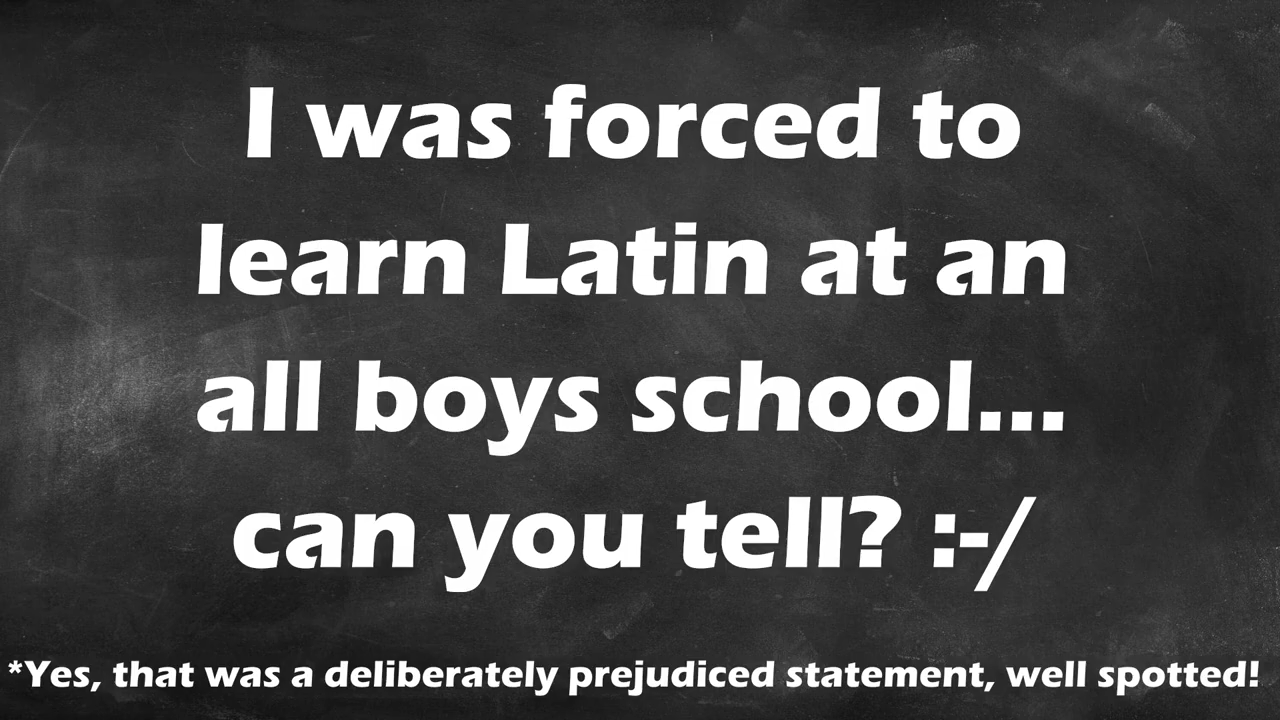 I was forced to
learn Latin at an
all boys school...
can you tell? :-/
*Yes, that was a deliberately prejudiced statement, well spotted!